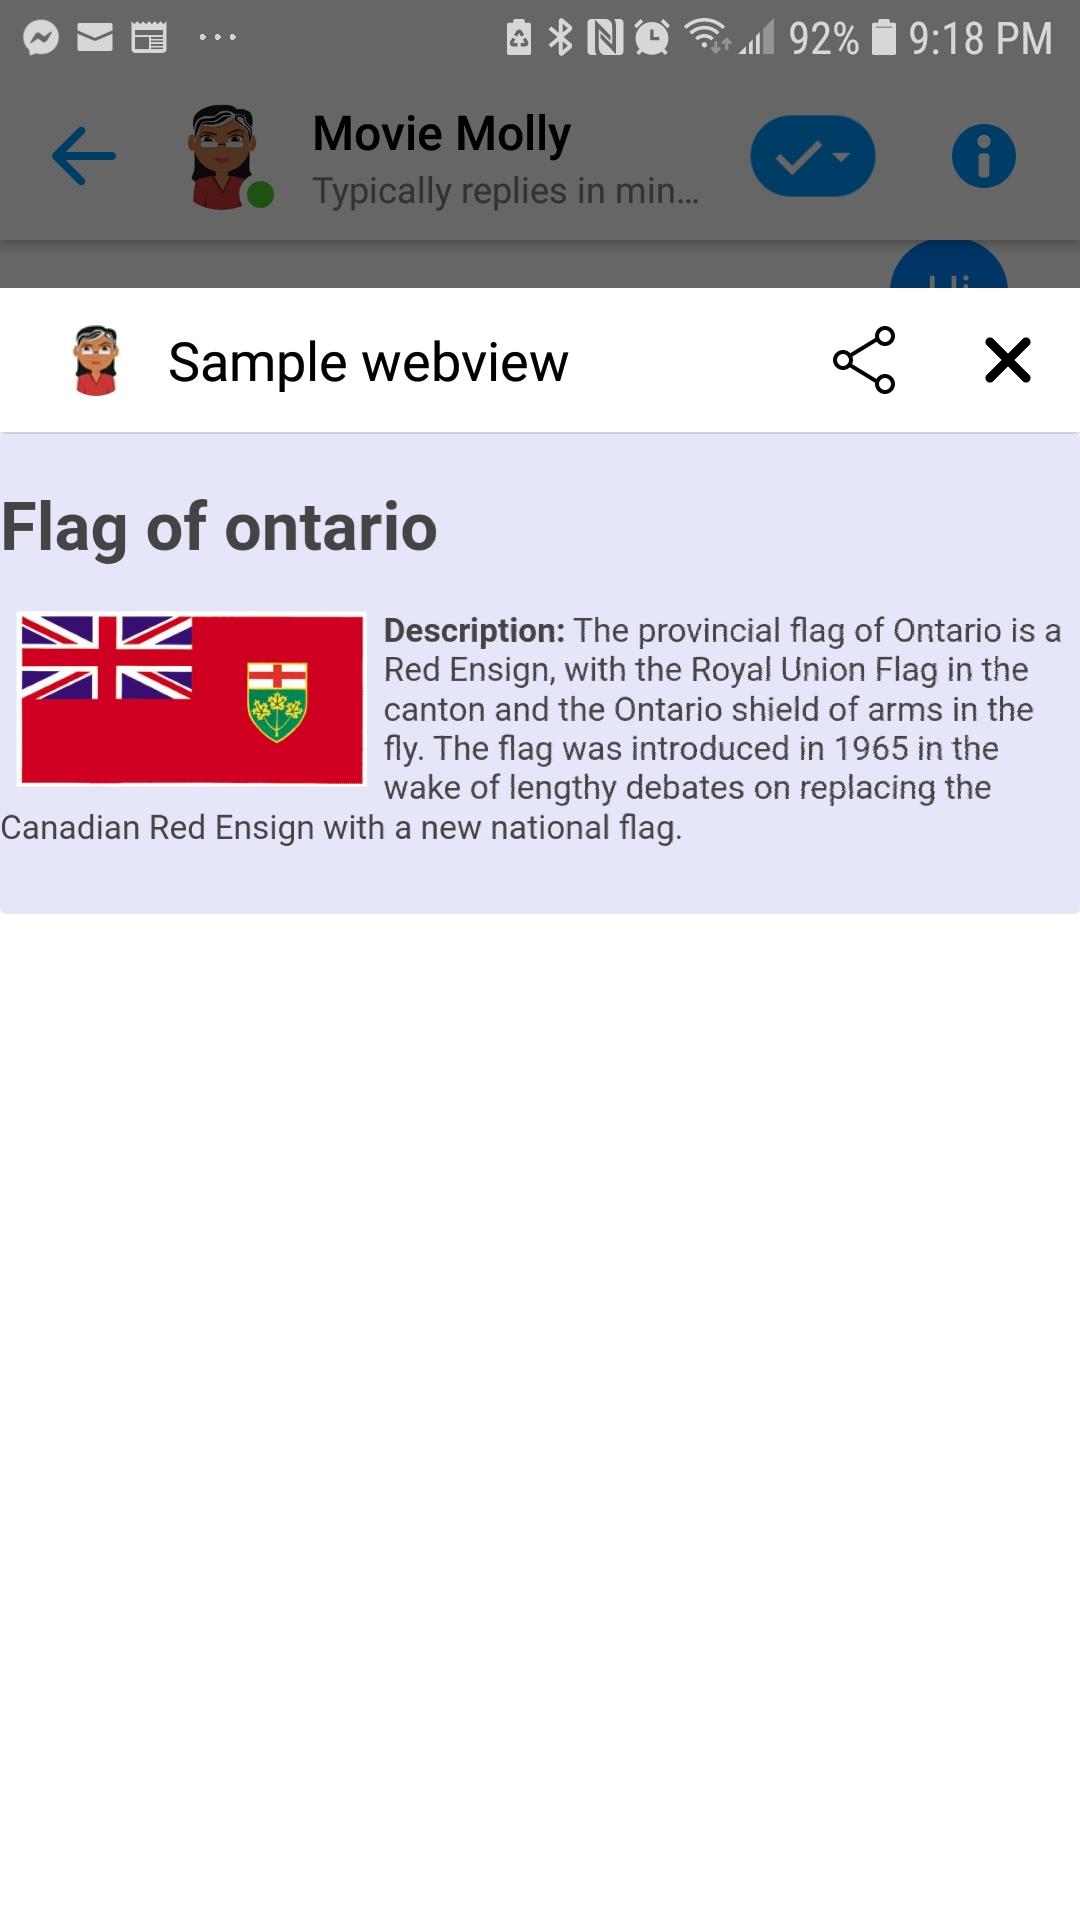 92% 9:18 PM
Movie Molly
Typically replies in min...
Hi
Sample webview
Flag of ontario
Description: The provincial flag of Ontario is a
Red Ensign, with the Royal Union Flag in the
canton and the Ontario shield of arms in the
fly. The flag was introduced in 1965 in the
wake of lengthy debates on replacing the
Canadian Red Ensign with a new national flag.